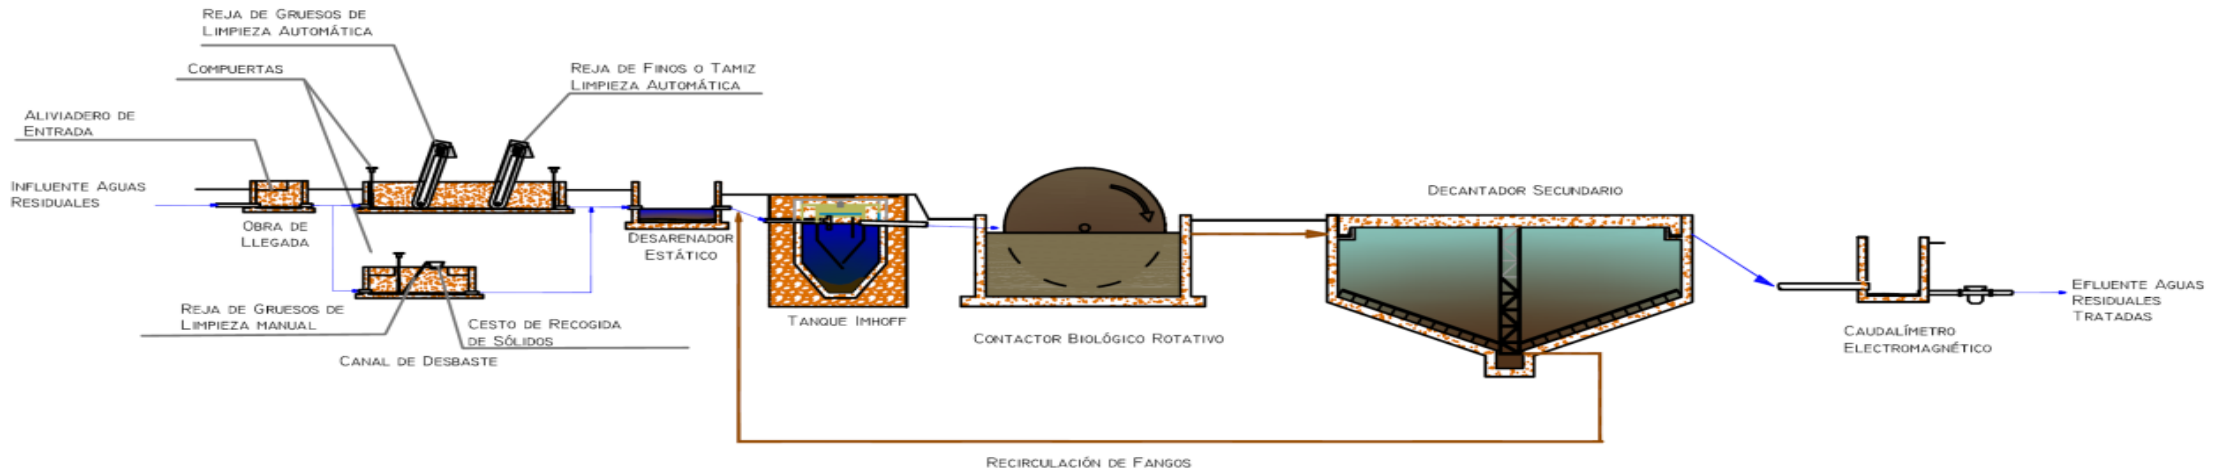 REJA DE GRUESOS DE
LIMPIEZA AUTOMÁTICA
COMPUERTAS
REJA DE FINOS O TAMIZ
LIMPIEZA AUTOMÁTICA
ALIVIADERO DE
ENTRADA
INFLUENTE AGUAS
RESIDUALES
OBRA DE
LLEGADA
DESARENADOR
ESTÁTICO
REJA DE GRUESOS DE
LIMPIEZA MANUAL
CESTO DE RECOGIDA
DE SÓLIDOS
CANAL DE DESBASTE
TANQUE IMHOFF
CONTACTOR BIOLÓGICO ROTATIVO
DECANTADOR SECUNDARIO
CAUDALÍMETRO
ELECTROMAGNÉTICO
EFLUENTE AGUAS
RESIDUALES
TRATADAS
RECIRCULACIÓN DE FANGOS